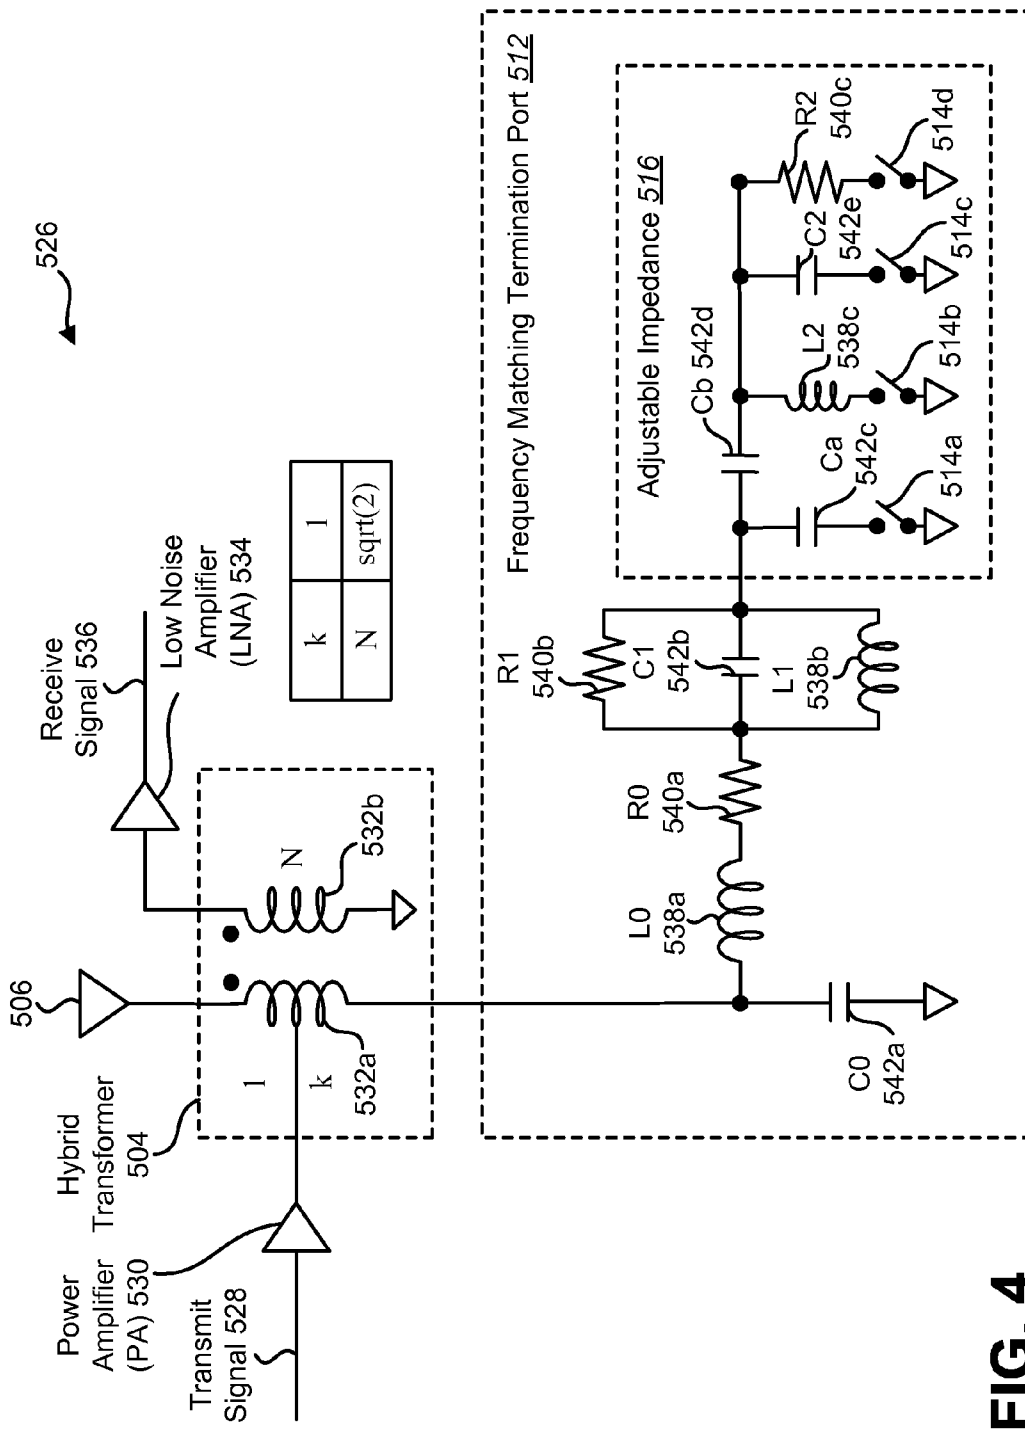 526
506
Receive
Signal 536
Low Noise
Amplifier
(LNA) 534
Hybrid
Transformer
504
Power
Amplifier
(PA) 530
Transmit
Signal 528
1
k
532a
N
532b
k 1
N sqrt(2)
Frequency Matching Termination Port 512
C0
542a
L0
538a
R0
540a
R1
540b
C1
542b
L1
538b
Adjustable Impedance 516
Cb 542d
Ca
542c
514a
L2
538c
514b
C2
542e
514c
R2
540c
514d
FIG. 4